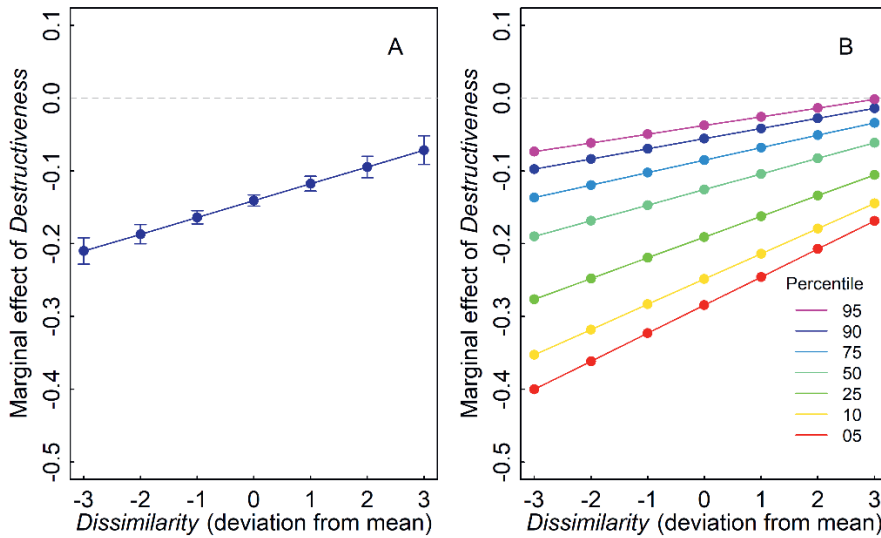 A
Marginal effect of Destructiveness
0.1
0.0
-0.1
-0.2
-0.3
-0.4
-0.5
-3 -2 -1 0 1 2 3
Dissimilarity (deviation from mean)
B
Marginal effect of Destructiveness
0.1
0.0
-0.1
-0.2
-0.3
-0.4
-0.5
Percentile
95
90
75
50
25
10
05
-3 -2 -1 0 1 2 3
Dissimilarity (deviation from mean)